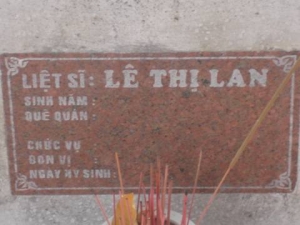 LIỆT SĨ: LÊ THỊ LAN
SINH NĂM :
QUÊ QUÁN :
CHỨC VỤ
ĐƠN VỊ :
NGÀY HY SINH :